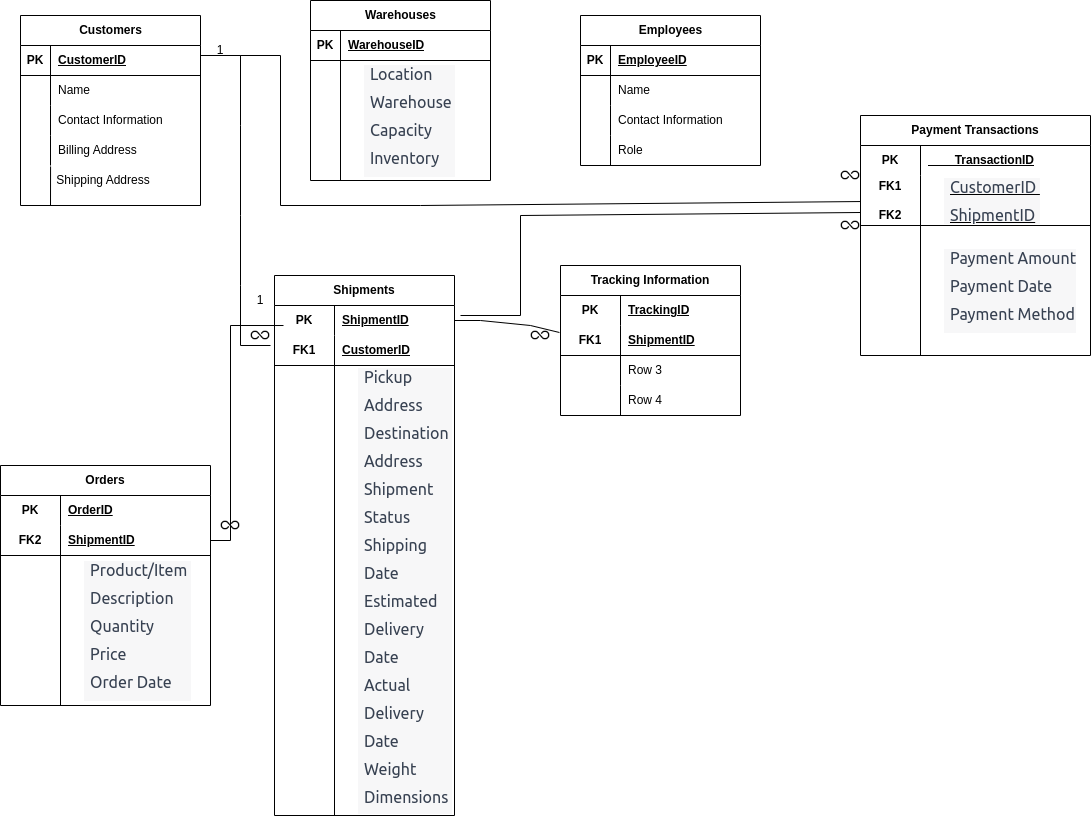 Customers
PK CustomerID
Name
Contact Information
Billing Address
Shipping Address
1
Warehouses
PK WarehouseID
Location
Warehouse
Capacity
Inventory
Employees
PK EmployeeID
Name
Contact Information
Role
Payment Transactions
PK TransactionID
∞
FK1 CustomerID
FK2 ShipmentID
∞
Payment Amount
Payment Date
Payment Method
Shipments
1
PK ShipmentID
∞
FK1 CustomerID
Pickup
Address
Destination
Address
Shipment
Status
Shipping
Date
Estimated
Delivery
Date
Actual
Delivery
Date
Weight
Dimensions
Tracking Information
PK TrackingID
∞
FK1 ShipmentID
Row 3
Row 4
Orders
PK OrderID
∞
FK2 ShipmentID
Product/Item
Description
Quantity
Price
Order Date